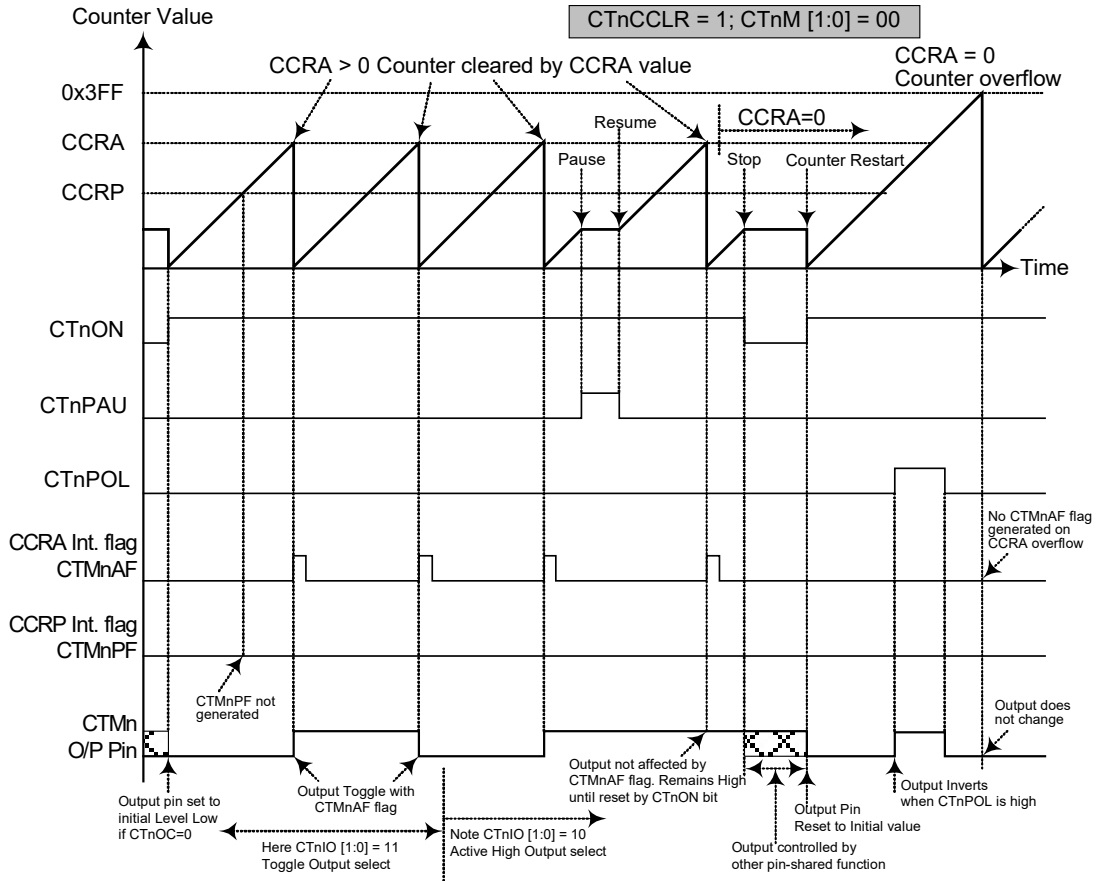 Counter Value
CTnCCLR = 1; CTnM [1:0] = 00
CCRA = 0
Counter overflow
CCRA > 0 Counter cleared by CCRA value
0x3FF
CCRA=0
Resume
CCRA
Pause
Stop
Counter Restart
CCRP
Time
CTnON
CTnPAU
CTnPOL
No CTMnAF flag
generated on
CCRA overflow
CCRA Int. flag
CTMnAF
CCRP Int. flag
CTMnPF
CTMnPF not
generated
Output does
not change
CTMn
O/P Pin
Output pin set to
initial Level Low
if CTnOC=0
Output Toggle with
CTMnAF flag
Output not affected by
CTMnAF flag. Remains High
until reset by CTnON bit
Output Inverts
when CTnPOL is high
Output Pin
Reset to Initial value
Here CTnIO [1:0] = 11
Toggle Output select
Note CTnIO [1:0] = 10
Active High Output select
Output controlled by
other pin-shared function